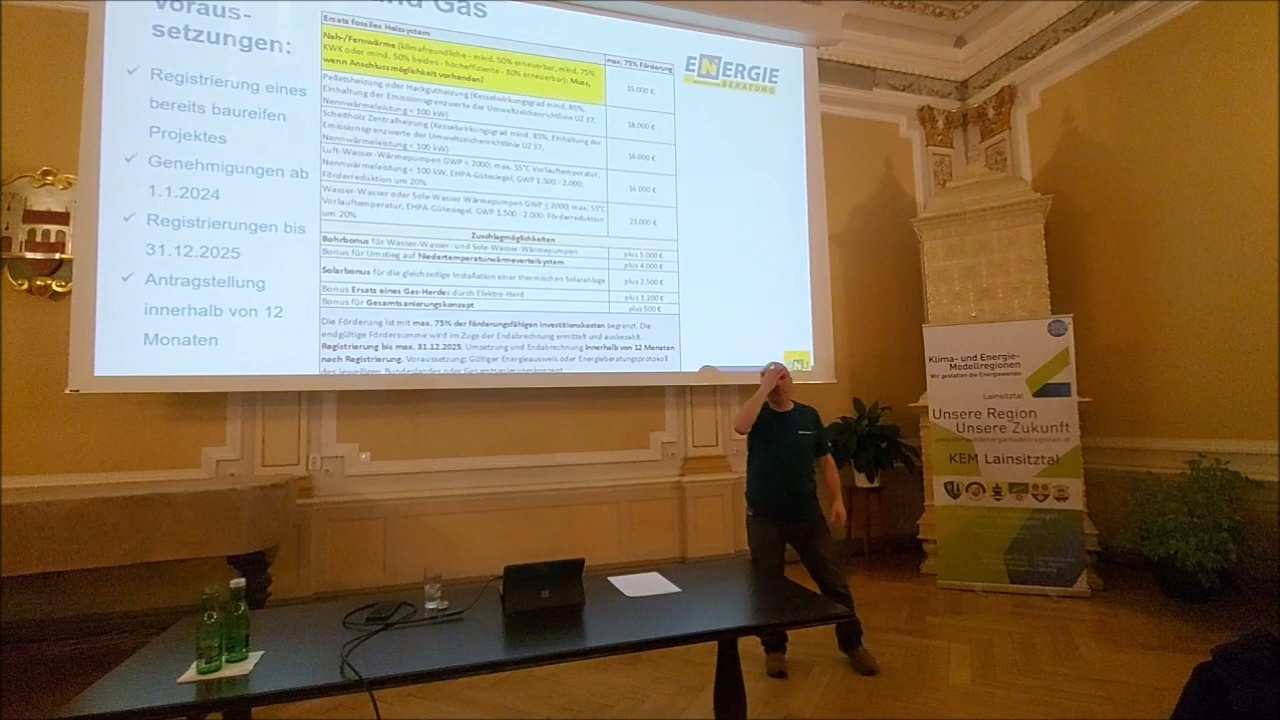 und Gas
Voraus-
setzungen:
Registrierung eines
bereits baureifen
Projektes
Genehmigungen ab
1.1.2024
Registrierungen bis
31.12.2025
Antragstellung
innerhalb von 12
Monaten
Ersatz fossiles Heizsystem
max. 75% Förderung
Nah-/Fernwärme (klimafreundliche - mind. 50% erneuerbar, mind. 75%
KWK oder mind. 50% beides - hocheffiziente - 80% erneuerbar): Muss,
wenn Anschlussmöglichkeit vorhanden!
15.000 €
Pelletsheizung oder Hackgutheizung (Kesselwirkungsgrad mind. 85%,
Einhaltung der Emissionsgrenzwerte der Umweltzeichenrichtlinie UZ 37,
Nennwärmeleistung < 100 kW)
18.000 €
Scheitholz Zentralheizung (Kesselwirkungsgrad mind. 85%, Einhaltung der
Emissionsgrenzwerte der Umweltzeichenrichtlinie UZ 37,
Nennwärmeleistung < 100 kW)
16.000 €
Luft-Wasser-Wärmepumpen GWP < 2000; max. 55°C Vorlauftemperatur,
Nennwärmeleistung < 100 kW, EHPA-Gütesiegel, GWP 1.500 - 2.000:
Förderreduktion um 20%
16.000 €
Wasser-Wasser oder Sole-Wasser Wärmepumpen GWP < 2000; max. 55°C
Vorlauftemperatur, EHPA-Gütesiegel, GWP 1.500 - 2.000: Förderreduktion
um 20%
23.000 €
Zuschlagmöglichkeiten
Bohrbonus für Wasser-Wasser- und Sole-Wasser-Wärmepumpen
plus 5.000 €
Bonus für Umstieg auf Niedertemperaturwärmeverteilsystem
plus 4.000 €
Solarbonus für die gleichzeitige Installation einer thermischen Solaranlage
plus 2.500 €
Bonus Ersatz eines Gas-Herdes durch Elektro-Herd
plus 1.200 €
Bonus für Gesamtsanierungskonzept
plus 500 €
Die Förderung ist mit max. 75% der förderungsfähigen Investitionskosten begrenzt. Die
endgültige Fördersumme wird im Zuge der Endabrechnung ermittelt und ausbezahlt.
Registrierung bis max. 31.12.2025. Umsetzung und Endabrechnung innerhalb von 12 Monaten
nach Registrierung. Voraussetzung: Gültiger Energieausweis oder Energieberatungsprotokoll
des jeweiligen Bundeslandes oder Gesamtsanierungskonzept
ENERGIE
BERATUNG
Klima- und Energie-
Modellregionen
Wir gestalten die Energiewende
Lainsitztal
Unsere Region
Unsere Zukunft
www.klimaundenergiemodellregionen.at
KEM Lainsitztal